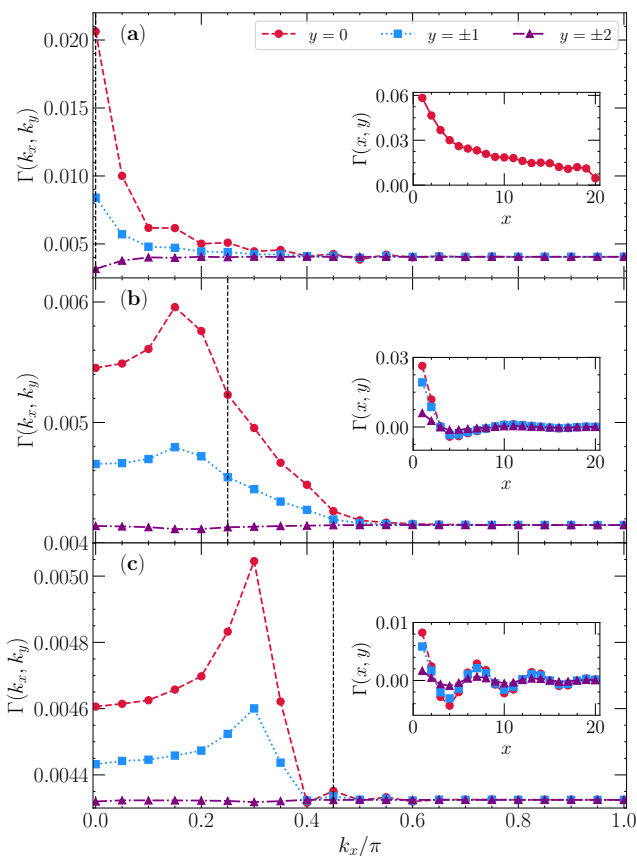 (a)
y = 0
y = ±1
y = ±2
0.020
0.015
0.010
0.005
Γ(k_x, k_y)
0.06
0.03
0.00
Γ(x, y)
0 10 20
x
(b)
0.006
0.005
0.004
Γ(k_x, k_y)
0.03
0.00
Γ(x, y)
0 10 20
x
(c)
0.0050
0.0048
0.0046
0.0044
Γ(k_x, k_y)
0.01
0.00
Γ(x, y)
0 10 20
x
0.0 0.2 0.4 0.6 0.8 1.0
k_x/π